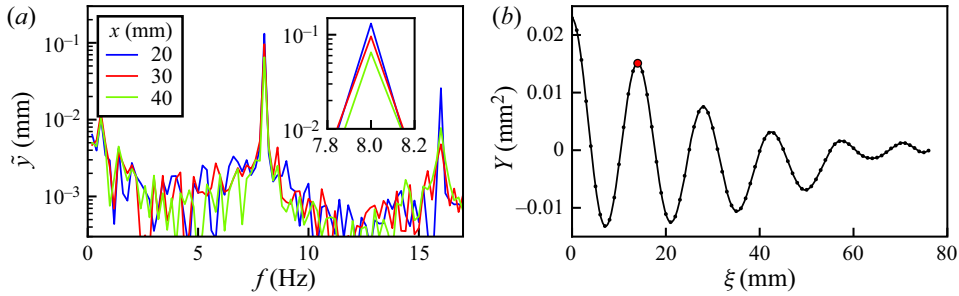 (a)
10⁻¹
10⁻²
10⁻³
ỹ (mm)
x (mm)
20
30
40
10⁻¹
10⁻²
7.8 8.0 8.2
0 5 10 15
f (Hz)
(b)
0.02
0.01
0
−0.01
Y (mm²)
0 20 40 60 80
ξ (mm)